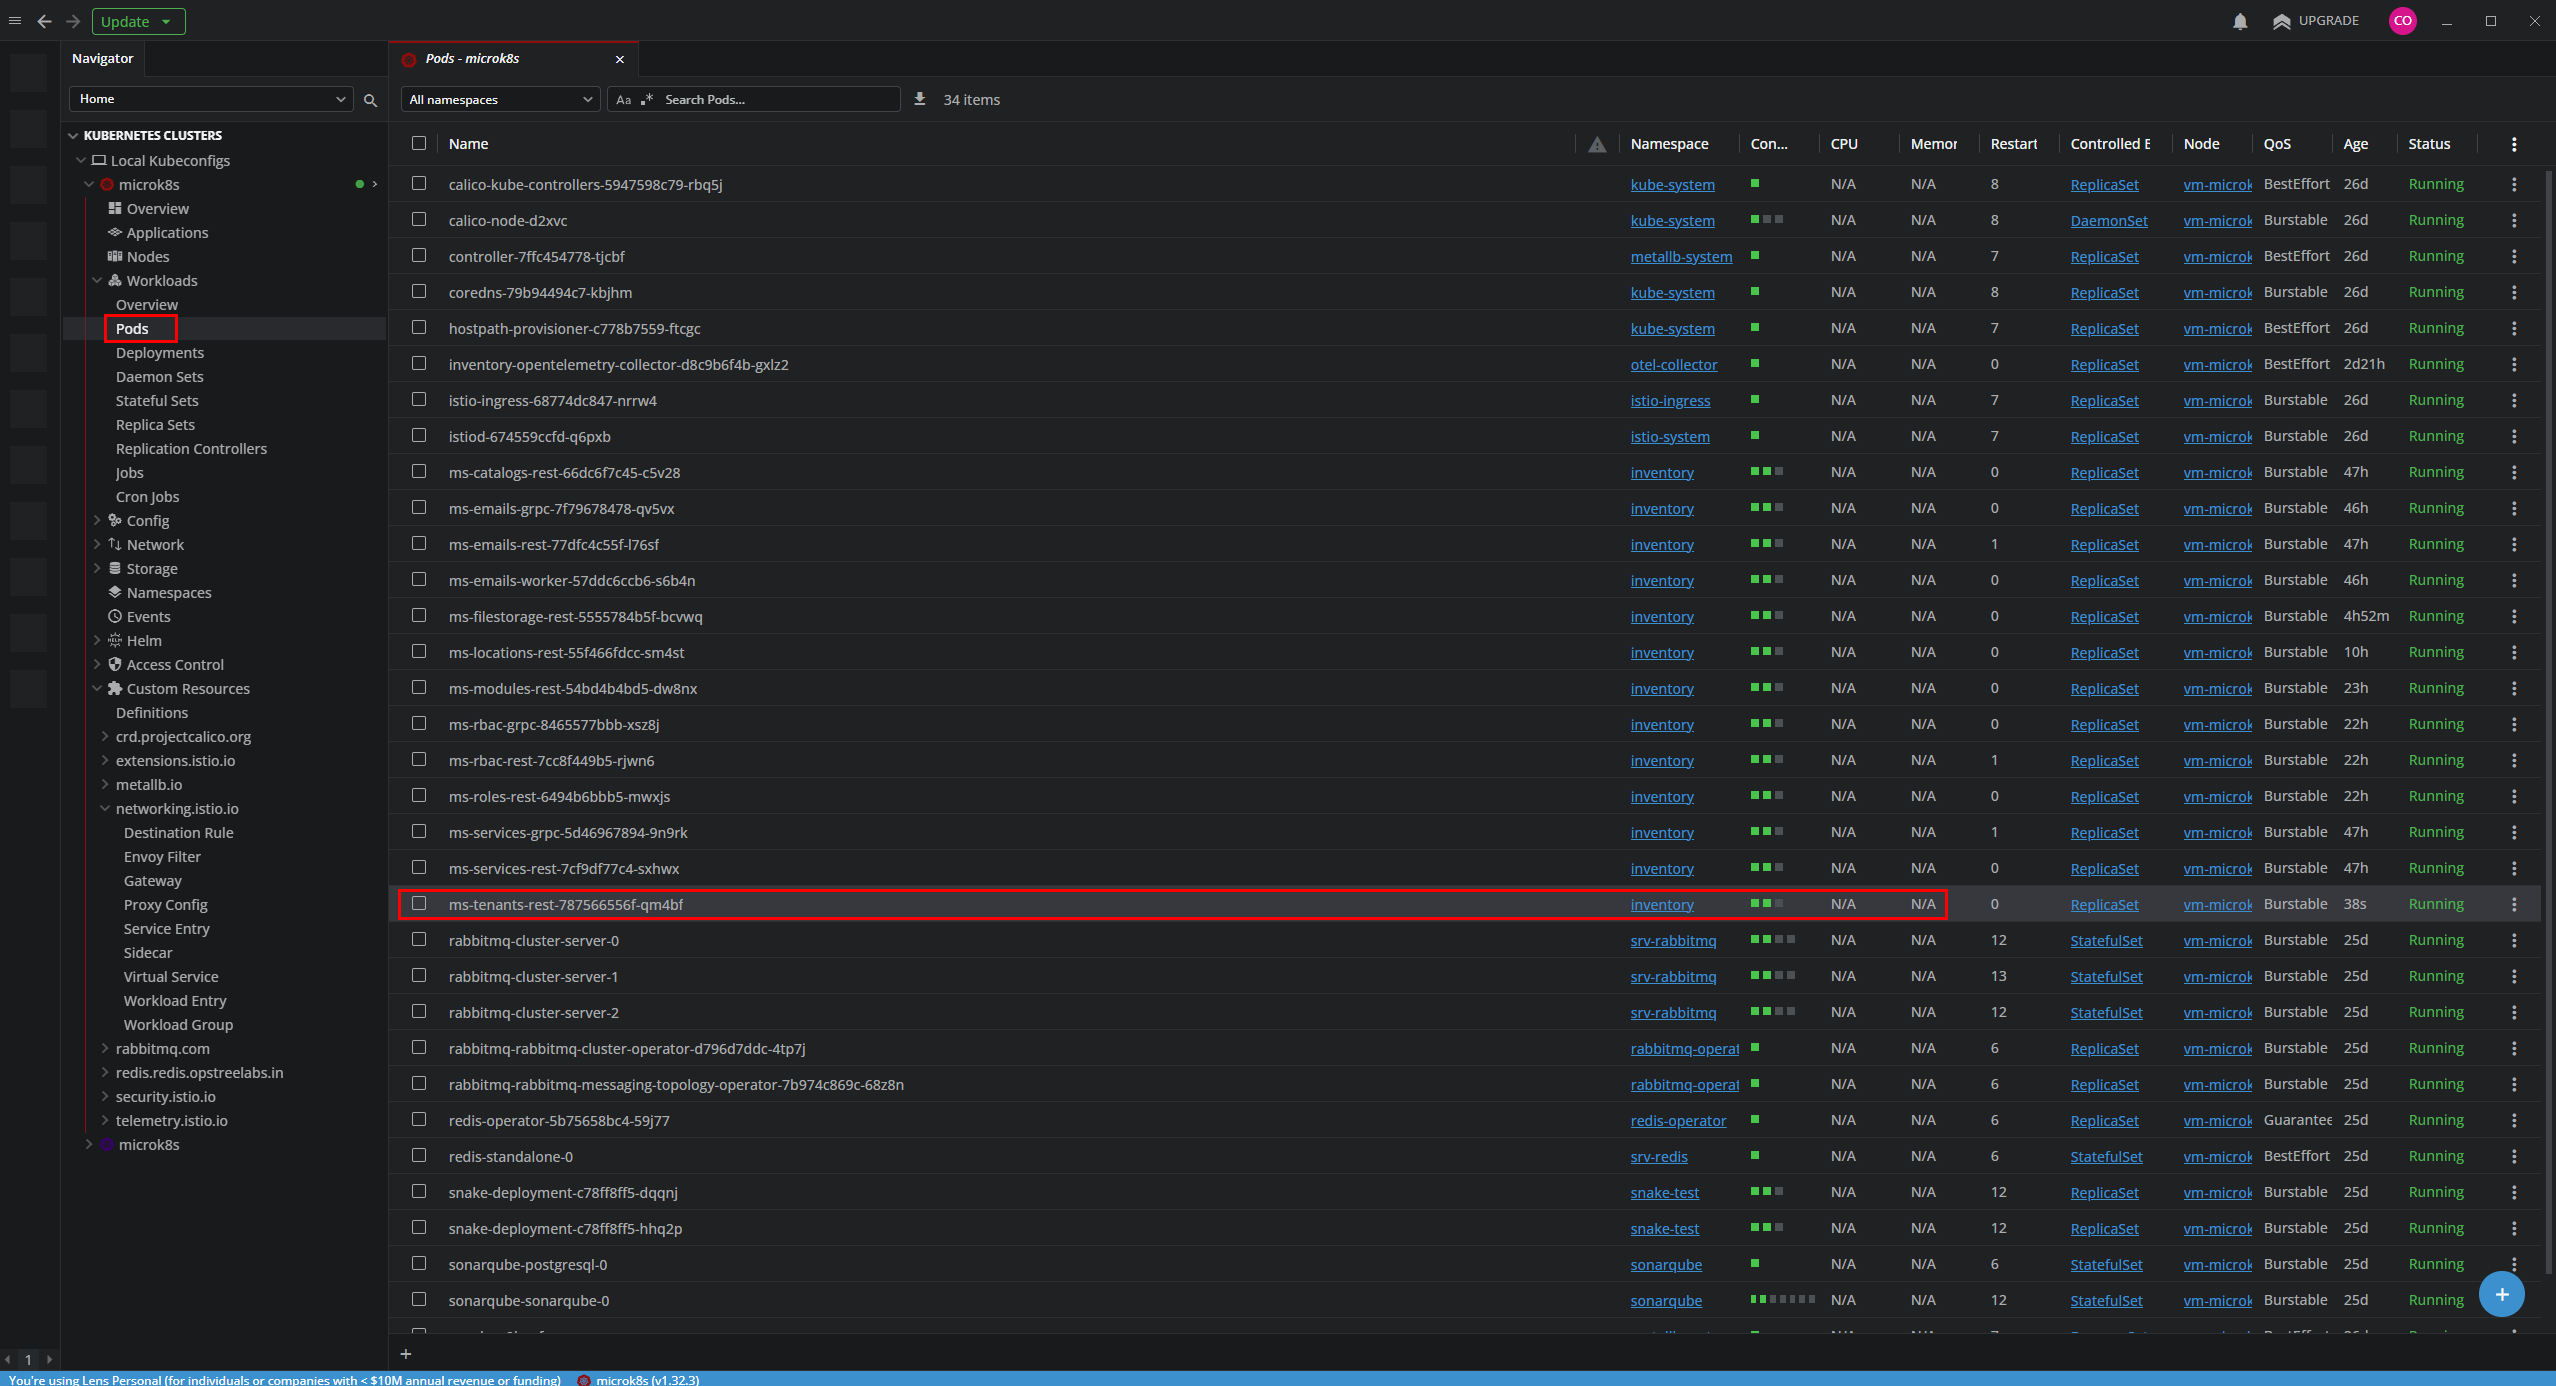 Update
UPGRADE
CO
Navigator
Pods - microk8s
Home
All namespaces
Aa .* Search Pods...
34 items
KUBERNETES CLUSTERS
Local Kubeconfigs
microk8s
Overview
Applications
Nodes
Workloads
Overview
Pods
Deployments
Daemon Sets
Stateful Sets
Replica Sets
Replication Controllers
Jobs
Cron Jobs
Config
Network
Storage
Namespaces
Events
Helm
Access Control
Custom Resources
Definitions
crd.projectcalico.org
extensions.istio.io
metallb.io
networking.istio.io
Destination Rule
Envoy Filter
Gateway
Proxy Config
Service Entry
Sidecar
Virtual Service
Workload Entry
Workload Group
rabbitmq.com
redis.redis.opstreelabs.in
security.istio.io
telemetry.istio.io
microk8s
Name Namespace Con... CPU Memor Restart Controlled E Node QoS Age Status
calico-kube-controllers-5947598c79-rbq5j kube-system N/A N/A 8 ReplicaSet vm-microk BestEffort 26d Running
calico-node-d2xvc kube-system N/A N/A 8 DaemonSet vm-microk Burstable 26d Running
controller-7ffc454778-tjcbf metallb-system N/A N/A 7 ReplicaSet vm-microk BestEffort 26d Running
coredns-79b94494c7-kbjhm kube-system N/A N/A 8 ReplicaSet vm-microk Burstable 26d Running
hostpath-provisioner-c778b7559-ftcgc kube-system N/A N/A 7 ReplicaSet vm-microk BestEffort 26d Running
inventory-opentelemetry-collector-d8c9b6f4b-gxlz2 otel-collector N/A N/A 0 ReplicaSet vm-microk BestEffort 2d21h Running
istio-ingress-68774dc847-nrrw4 istio-ingress N/A N/A 7 ReplicaSet vm-microk Burstable 26d Running
istiod-674559ccfd-q6pxb istio-system N/A N/A 7 ReplicaSet vm-microk Burstable 26d Running
ms-catalogs-rest-66dc6f7c45-c5v28 inventory N/A N/A 0 ReplicaSet vm-microk Burstable 47h Running
ms-emails-grpc-7f79678478-qv5vx inventory N/A N/A 0 ReplicaSet vm-microk Burstable 46h Running
ms-emails-rest-77dfc4c55f-l76sf inventory N/A N/A 1 ReplicaSet vm-microk Burstable 47h Running
ms-emails-worker-57ddc6ccb6-s6b4n inventory N/A N/A 0 ReplicaSet vm-microk Burstable 46h Running
ms-filestorage-rest-5555784b5f-bcvwq inventory N/A N/A 0 ReplicaSet vm-microk Burstable 4h52m Running
ms-locations-rest-55f466fdcc-sm4st inventory N/A N/A 0 ReplicaSet vm-microk Burstable 10h Running
ms-modules-rest-54bd4b4bd5-dw8nx inventory N/A N/A 0 ReplicaSet vm-microk Burstable 23h Running
ms-rbac-grpc-8465577bbb-xsz8j inventory N/A N/A 0 ReplicaSet vm-microk Burstable 22h Running
ms-rbac-rest-7cc8f449b5-rjwn6 inventory N/A N/A 1 ReplicaSet vm-microk Burstable 22h Running
ms-roles-rest-6494b6bbb5-mwxjs inventory N/A N/A 0 ReplicaSet vm-microk Burstable 22h Running
ms-services-grpc-5d46967894-9n9rk inventory N/A N/A 1 ReplicaSet vm-microk Burstable 47h Running
ms-services-rest-7cf9df77c4-sxhwx inventory N/A N/A 0 ReplicaSet vm-microk Burstable 47h Running
ms-tenants-rest-787566556f-qm4bf inventory N/A N/A 0 ReplicaSet vm-microk Burstable 38s Running
rabbitmq-cluster-server-0 srv-rabbitmq N/A N/A 12 StatefulSet vm-microk Burstable 25d Running
rabbitmq-cluster-server-1 srv-rabbitmq N/A N/A 13 StatefulSet vm-microk Burstable 25d Running
rabbitmq-cluster-server-2 srv-rabbitmq N/A N/A 12 StatefulSet vm-microk Burstable 25d Running
rabbitmq-rabbitmq-cluster-operator-d796d7ddc-4tp7j rabbitmq-operat N/A N/A 6 ReplicaSet vm-microk Burstable 25d Running
rabbitmq-rabbitmq-messaging-topology-operator-7b974c869c-68z8n rabbitmq-operat N/A N/A 6 ReplicaSet vm-microk Burstable 25d Running
redis-operator-5b75658bc4-59j77 redis-operator N/A N/A 6 ReplicaSet vm-microk Guarantee 25d Running
redis-standalone-0 srv-redis N/A N/A 6 StatefulSet vm-microk BestEffort 25d Running
snake-deployment-c78ff8ff5-dqqnj snake-test N/A N/A 12 ReplicaSet vm-microk Burstable 25d Running
snake-deployment-c78ff8ff5-hhq2p snake-test N/A N/A 12 ReplicaSet vm-microk Burstable 25d Running
sonarqube-postgresql-0 sonarqube N/A N/A 6 StatefulSet vm-microk Burstable 25d Running
sonarqube-sonarqube-0 sonarqube N/A N/A 12 StatefulSet vm-microk Burstable 25d Running
1
You're using Lens Personal (for individuals or companies with < $10M annual revenue or funding) microk8s (v1.32.3)